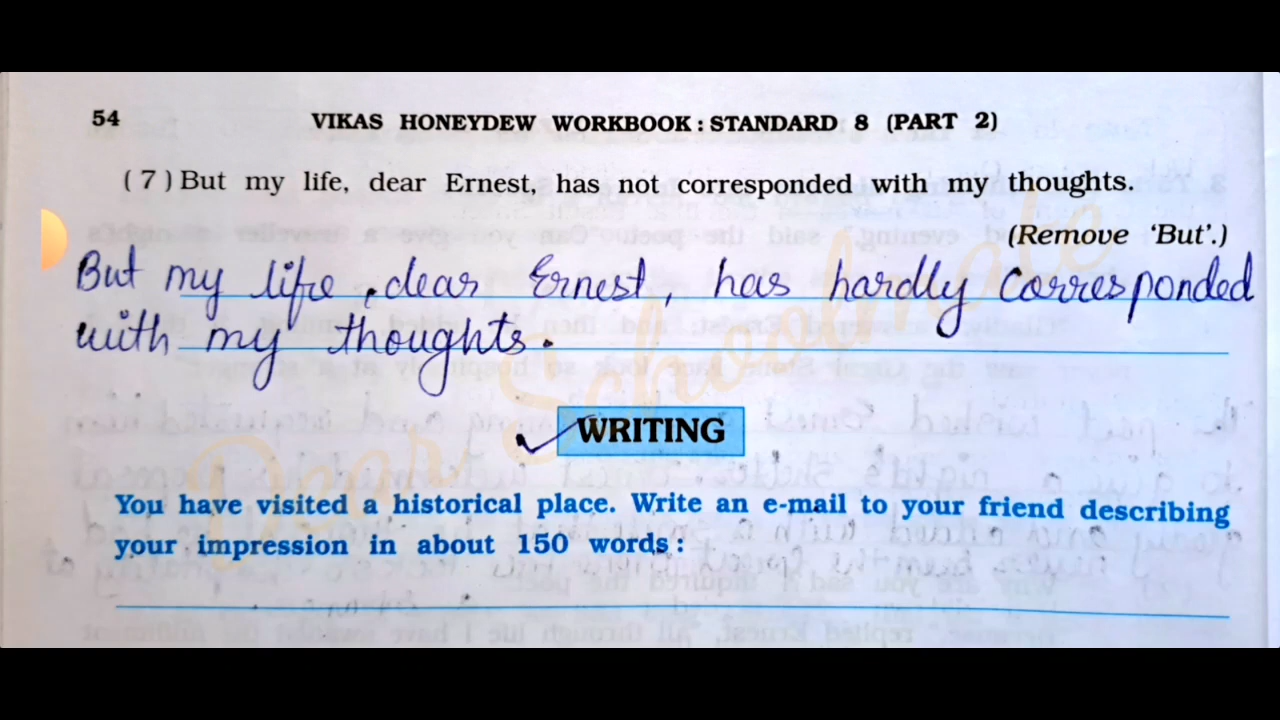 54 VIKAS HONEYDEW WORKBOOK : STANDARD 8 (PART 2)
( 7 ) But my life, dear Ernest, has not corresponded with my thoughts.
(Remove ‘But’.)
But my life, dear Ernest, has hardly corresponded
with my thoughts.
WRITING
You have visited a historical place. Write an e-mail to your friend describing
your impression in about 150 words :
Dear Schoolmate